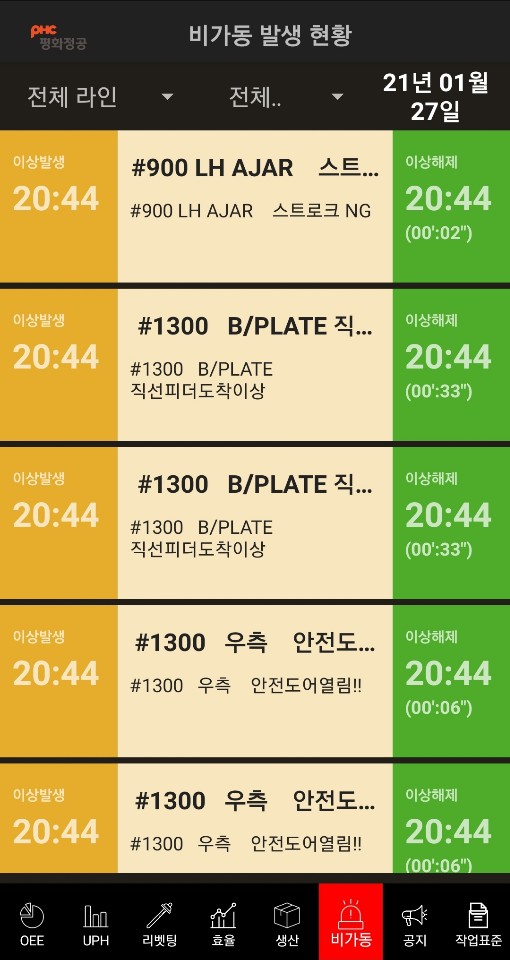 PHC
평화정공
비가동 발생 현황
전체 라인
전체..
21년 01월
27일
이상발생
20:44
#900 LH AJAR 스트...
#900 LH AJAR 스트로크 NG
이상해제
20:44
(00':02")
이상발생
20:44
#1300 B/PLATE 직...
#1300 B/PLATE
직선피더도착이상
이상해제
20:44
(00':33")
이상발생
20:44
#1300 B/PLATE 직...
#1300 B/PLATE
직선피더도착이상
이상해제
20:44
(00':33")
이상발생
20:44
#1300 우측 안전도...
#1300 우측 안전도어열림!!
이상해제
20:44
(00':06")
이상발생
20:44
#1300 우측 안전도...
#1300 우측 안전도어열림!!
이상해제
20:44
(00':06")
OEE
UPH
리벳팅
효율
생산
비가동
공지
작업표준